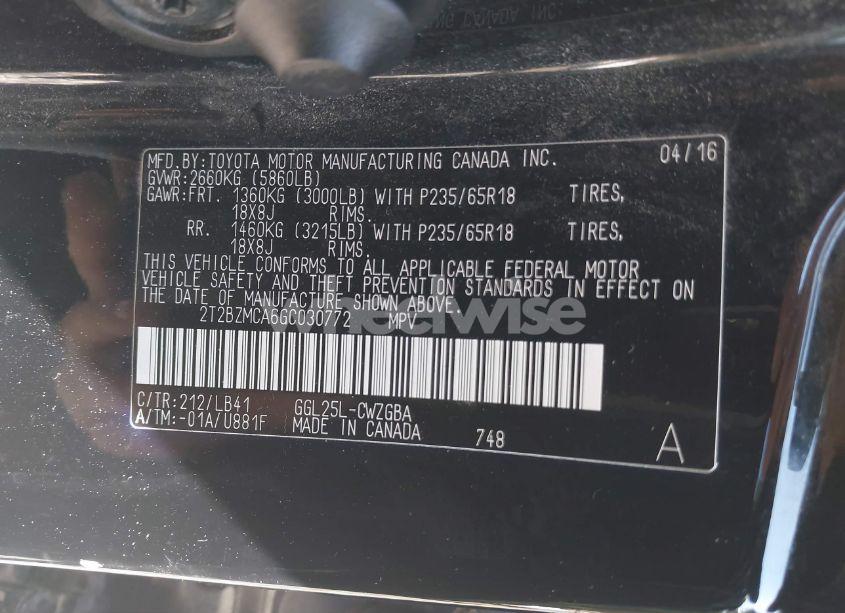 MFD.BY:TOYOTA MOTOR MANUFACTURING CANADA INC. 04/16
GVWR:2660KG (5860LB)
GAWR:FRT. 1360KG (3000LB) WITH P235/65R18 TIRES,
18X8J RIMS.
RR. 1460KG (3215LB) WITH P235/65R18 TIRES,
18X8J RIMS.
THIS VEHICLE CONFORMS TO ALL APPLICABLE FEDERAL MOTOR
VEHICLE SAFETY AND THEFT PREVENTION STANDARDS IN EFFECT ON
THE DATE OF MANUFACTURE SHOWN ABOVE.
2T2BZMCA6GC030772 MPV
wheelwise
C/TR:212/LB41 GGL25L-CWZGBA
A/TM:-01A/U881F MADE IN CANADA 748 A